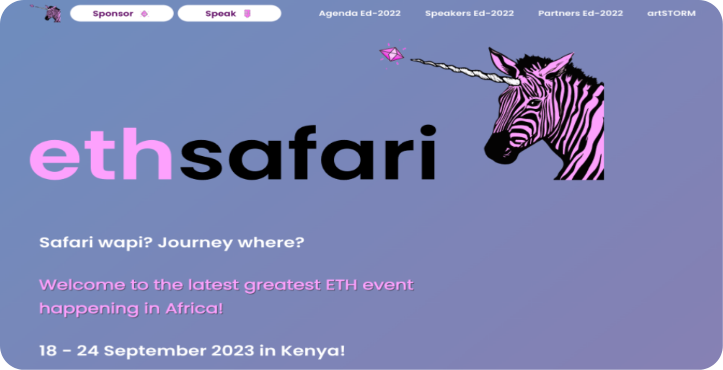 Sponsor
Speak
Agenda Ed-2022
Speakers Ed-2022
Partners Ed-2022
artSTORM
ethsafari
Safari wapi? Journey where?
Welcome to the latest greatest ETH event
happening in Africa!
18 - 24 September 2023 in Kenya!